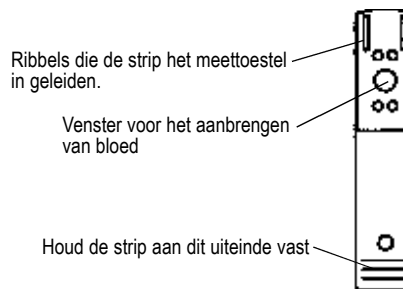 Ribbels die de strip het meettoestel
in geleiden.
Venster voor het aanbrengen
van bloed
Houd de strip aan dit uiteinde vast